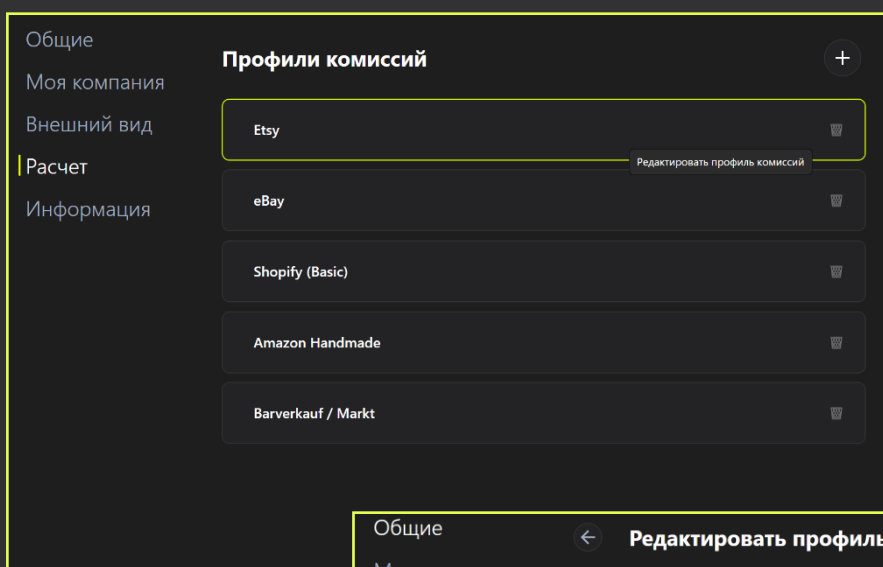 Общие
Моя компания
Внешний вид
Расчет
Информация
Профили комиссий
Etsy
Редактировать профиль комиссий
eBay
Shopify (Basic)
Amazon Handmade
Barverkauf / Markt
Общие
Редактировать профиль